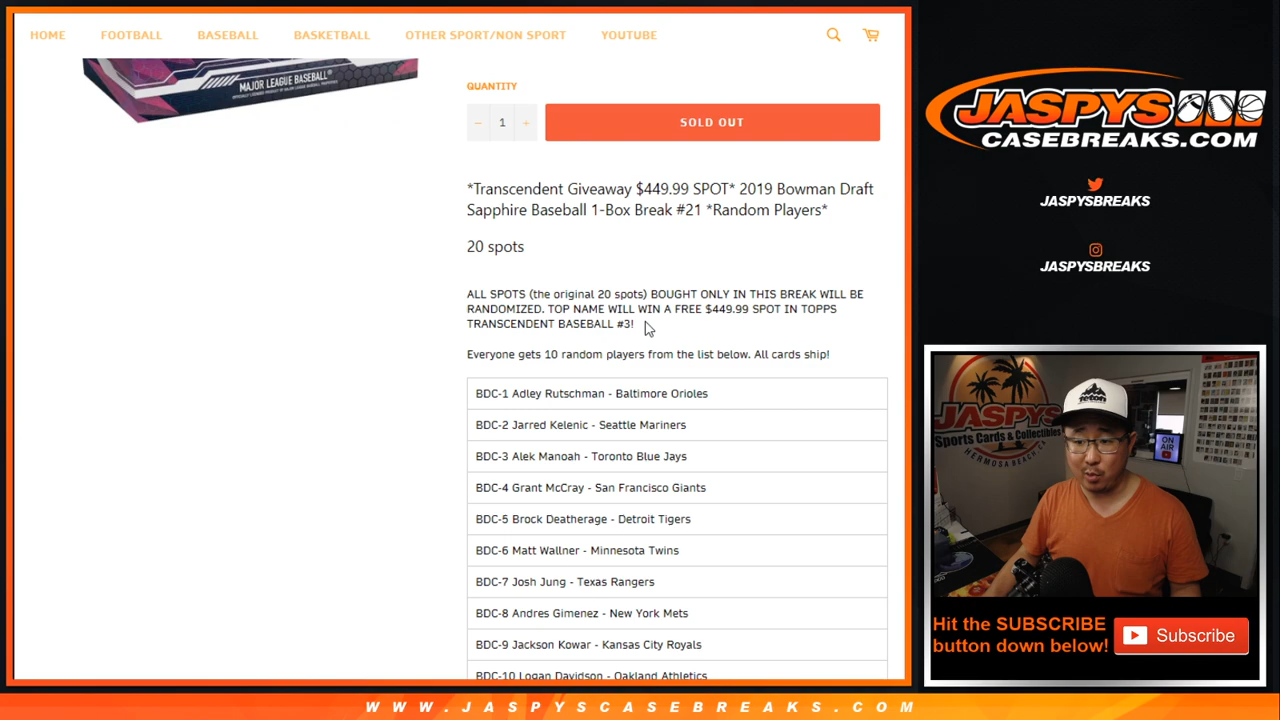 HOME FOOTBALL BASEBALL BASKETBALL OTHER SPORT/NON SPORT YOUTUBE
MAJOR LEAGUE BASEBALL®
QUANTITY
− 1 +
SOLD OUT
*Transcendent Giveaway $449.99 SPOT* 2019 Bowman Draft
Sapphire Baseball 1-Box Break #21 *Random Players*
20 spots
ALL SPOTS (the original 20 spots) BOUGHT ONLY IN THIS BREAK WILL BE
RANDOMIZED. TOP NAME WILL WIN A FREE $449.99 SPOT IN TOPPS
TRANSCENDENT BASEBALL #3!
Everyone gets 10 random players from the list below. All cards ship!
BDC-1 Adley Rutschman - Baltimore Orioles
BDC-2 Jarred Kelenic - Seattle Mariners
BDC-3 Alek Manoah - Toronto Blue Jays
BDC-4 Grant McCray - San Francisco Giants
BDC-5 Brock Deatherage - Detroit Tigers
BDC-6 Matt Wallner - Minnesota Twins
BDC-7 Josh Jung - Texas Rangers
BDC-8 Andres Gimenez - New York Mets
BDC-9 Jackson Kowar - Kansas City Royals
BDC-10 Logan Davidson - Oakland Athletics
JASPYS
CASEBREAKS.COM
JASPYSBREAKS
JASPYSBREAKS
JASPYS
Sports Cards & Collectibles
HERMOSA BEACH, CA
Teton
ON
AIR
Hit the SUBSCRIBE
button down below!
Subscribe
WWW.JASPYSCASEBREAKS.COM